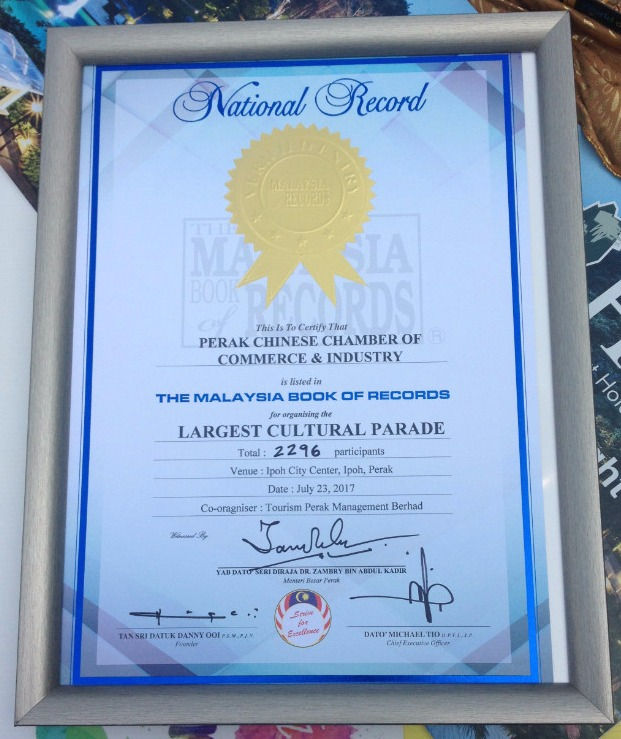 National Record
VERIFIED ENTRY
MALAYSIA
RECORDS
THE
MALAYSIA
BOOK
of RECORDS ®
This Is To Certify That
PERAK CHINESE CHAMBER OF
COMMERCE & INDUSTRY
is listed in
THE MALAYSIA BOOK OF RECORDS
for organising the
LARGEST CULTURAL PARADE
Total : 2296 participants
Venue : Ipoh City Center, Ipoh, Perak
Date : July 23, 2017
Co-oragniser : Tourism Perak Management Berhad
Witnessed By
YAB DATO' SERI DIRAJA DR. ZAMBRY BIN ABDUL KADIR
Menteri Besar Perak
TAN SRI DATUK DANNY OOI P.S.M., P.J.N.
Founder
Strive
for
Excellence
DATO' MICHAEL TIO
Chief Executive Officer